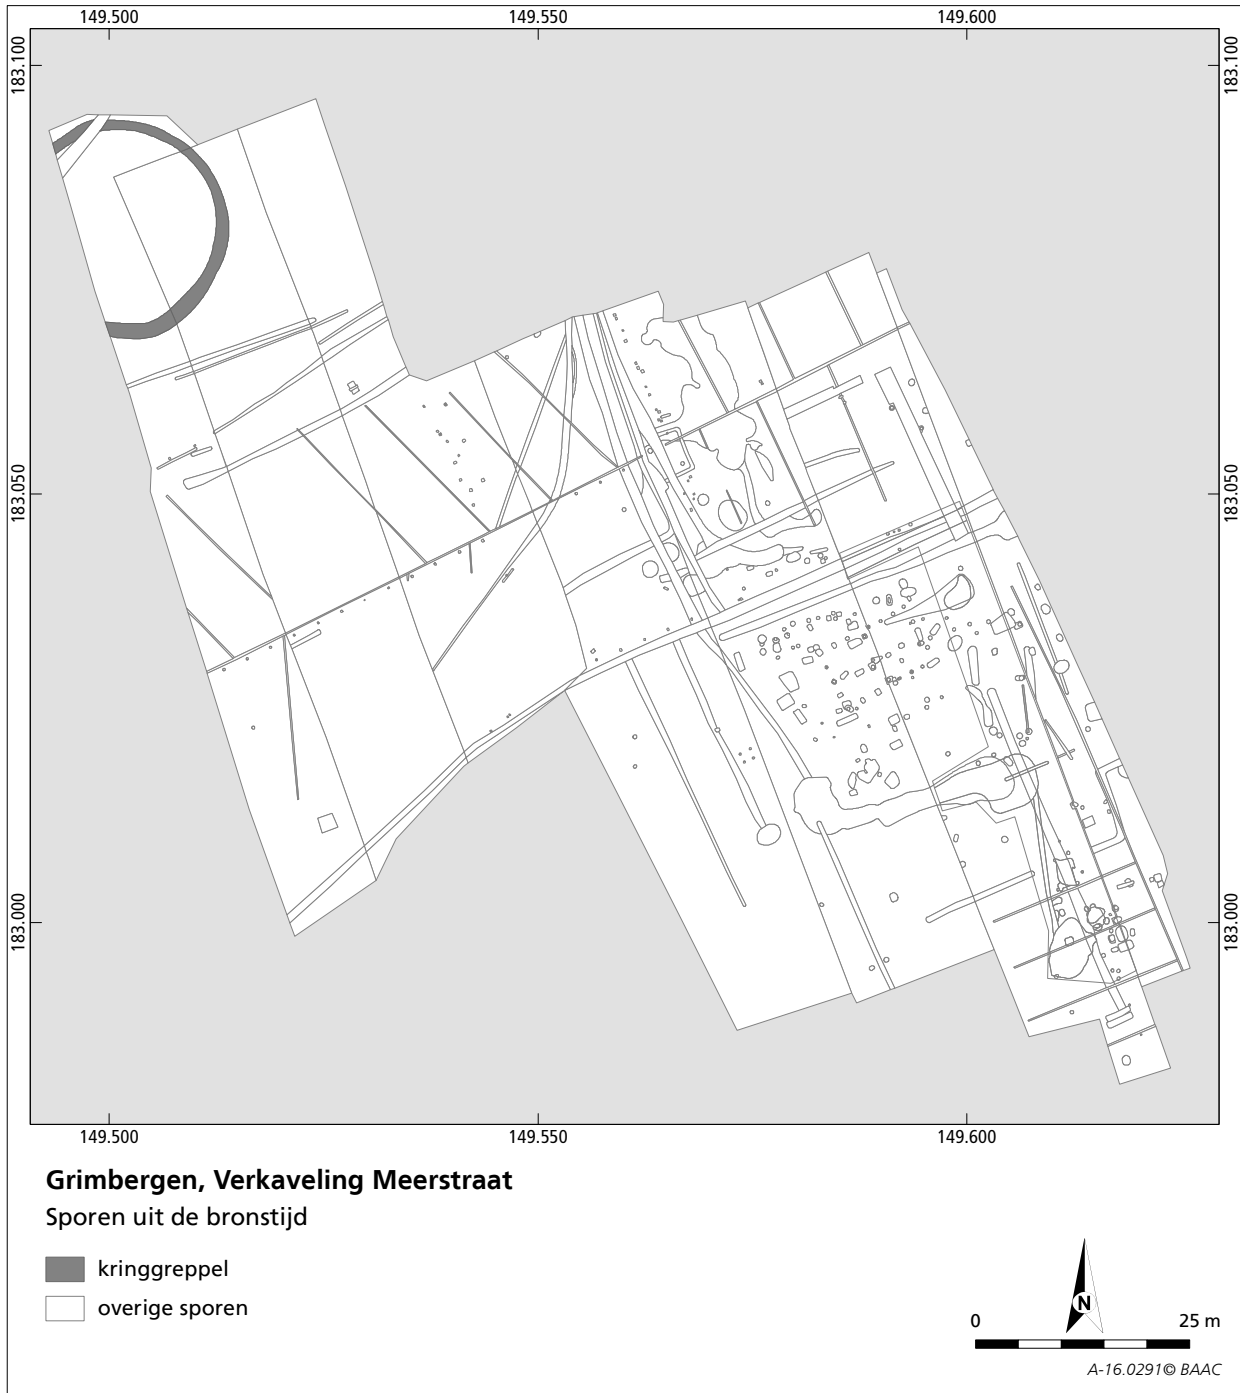 149.500 149.550 149.600
183.100 183.100
183.050 183.050
183.000 183.000
149.500 149.550 149.600
Grimbergen, Verkaveling Meerstraat
Sporen uit de bronstijd
kringgreppel
overige sporen
N
0 25 m
A-16.0291© BAAC